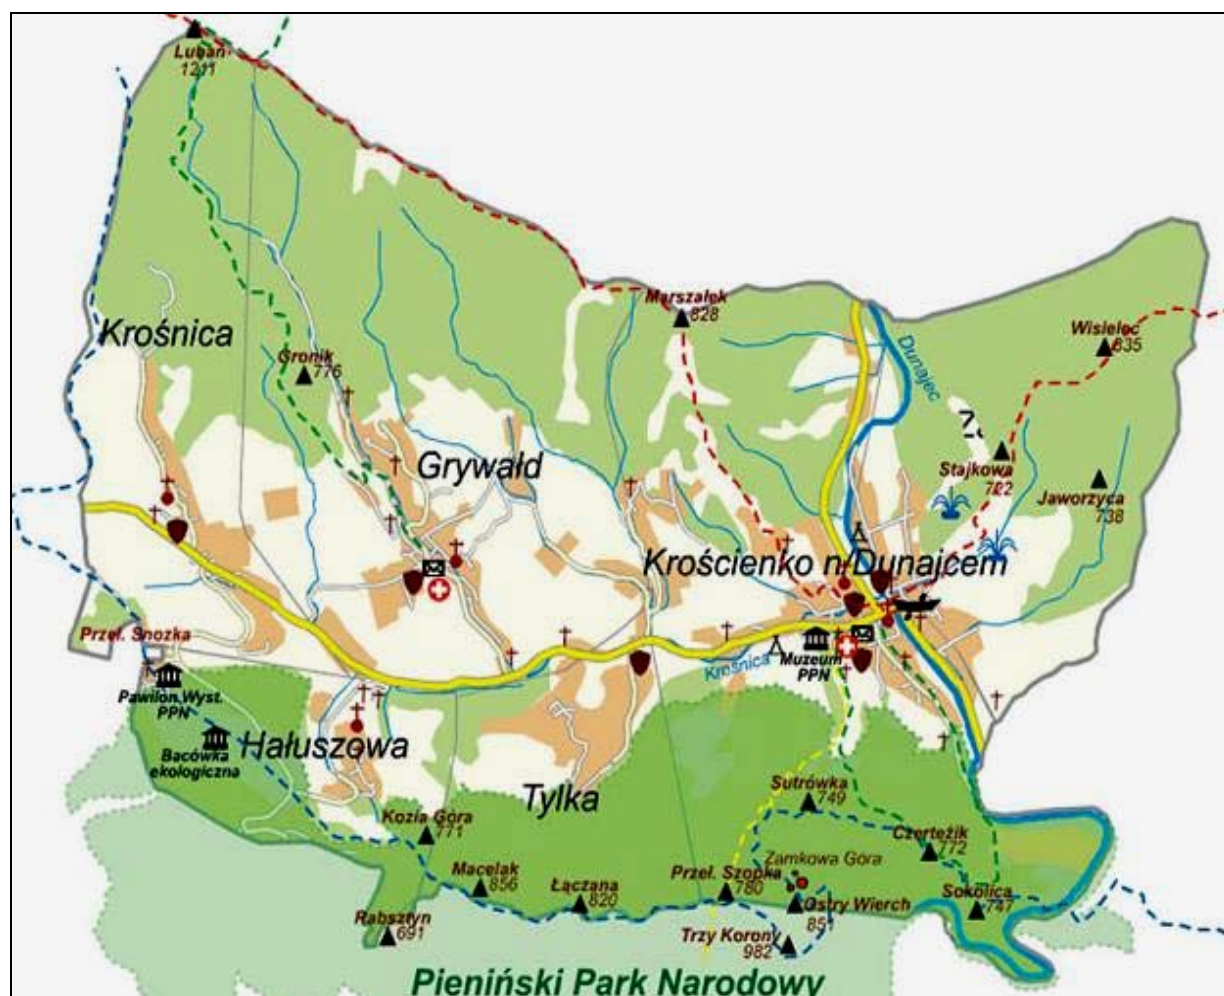 Lubań
1211
Marszałek
828
Dunajec
Wisielec
835
Krośnica
Gronik
776
Grywałd
Stajkowa
722
Jaworzyca
738
Krościenko n/Dunajcem
Przeł. Snozka
Krośnica
Muzeum
PPN
Pawilon Wyst.
PPN
Hałuszowa
Bacówka
ekologiczna
Tylka
Sutrówka
749
Kozia Góra
771
Czerteżik
772
Zamkowa Góra
Macelak
856
Łączana
820
Przeł. Szopka
780
Sokolica
747
Ostry Wierch
851
Rabsztyn
691
Trzy Korony
982
Pieniński Park Narodowy